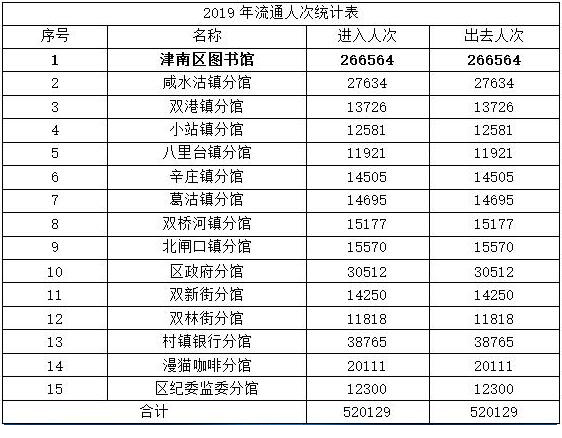 2019 年流通人次统计表
序号 名称 进入人次 出去人次
1 津南区图书馆 266564 266564
2 咸水沽镇分馆 27634 27634
3 双港镇分馆 13726 13726
4 小站镇分馆 12581 12581
5 八里台镇分馆 11921 11921
6 辛庄镇分馆 14505 14505
7 葛沽镇分馆 14695 14695
8 双桥河镇分馆 15177 15177
9 北闸口镇分馆 15570 15570
10 区政府分馆 30512 30512
11 双新街分馆 14250 14250
12 双林街分馆 11818 11818
13 村镇银行分馆 38765 38765
14 漫猫咖啡分馆 20111 20111
15 区纪委监委分馆 12300 12300
合计 520129 520129